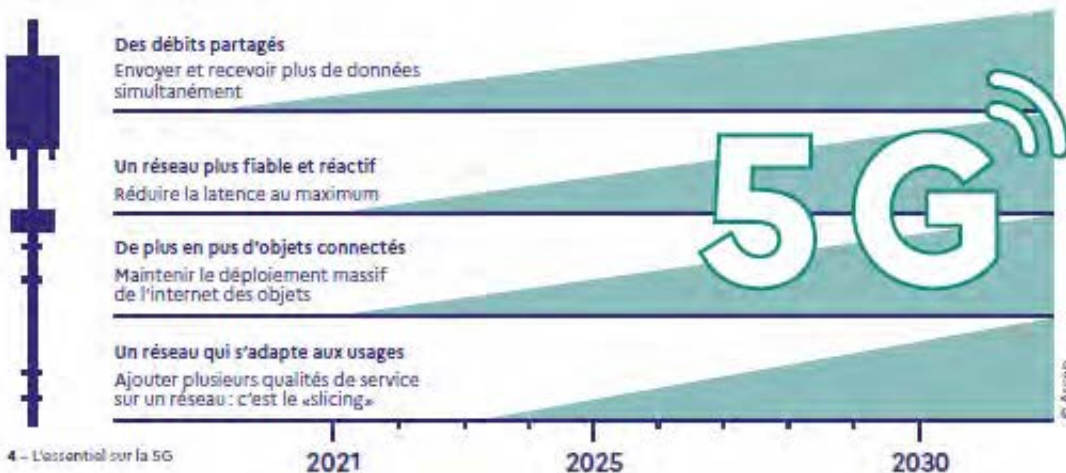 Des débits partagés
Envoyer et recevoir plus de données
simultanément
Un réseau plus fiable et réactif
Réduire la latence au maximum
De plus en pus d'objets connectés
Maintenir le déploiement massif
de l'internet des objets
Un réseau qui s'adapte aux usages
Ajouter plusieurs qualités de service
sur un réseau : c'est le «slicing»
5G
4 – L'essentiel sur la 5G
2021
2025
2030